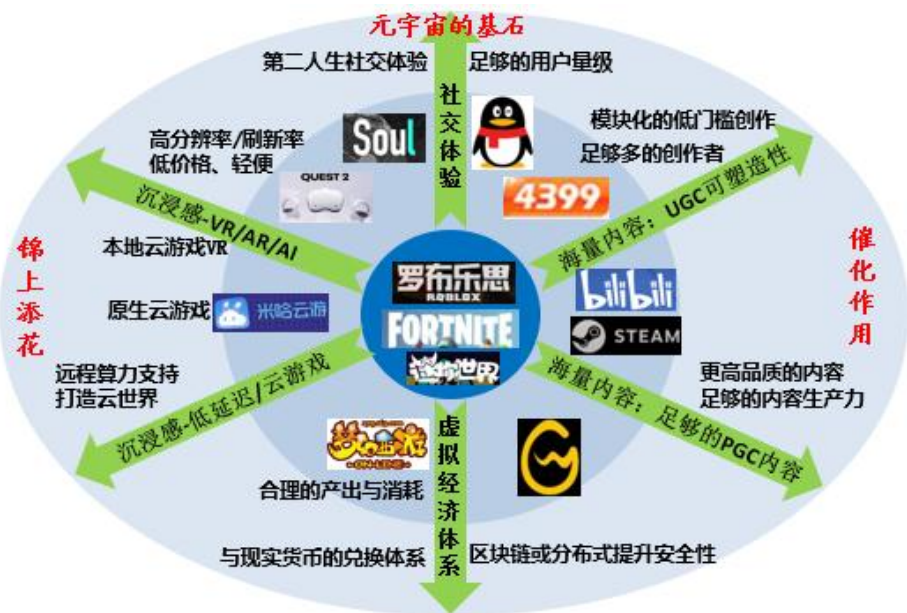 元宇宙的基石
第二人生社交体验
足够的用户量级
社交体验
高分辨率/刷新率
低价格、轻便
Soul
模块化的低门槛创作
足够多的创作者
QUEST 2
4399
沉浸感-VR/AR/AI
海量内容:UGC可塑造性
锦上添花
本地云游戏VR
催化作用
罗布乐思
ROBLOX
原生云游戏
米哈云游
bilibili
FORTNITE
STEAM
迷你世界
远程算力支持
打造云世界
沉浸感-低延迟/云游戏
海量内容:足够的PGC内容
更高品质的内容
足够的内容生产力
梦幻西游
ONLINE
虚拟经济体系
合理的产出与消耗
与现实货币的兑换体系
区块链或分布式提升安全性